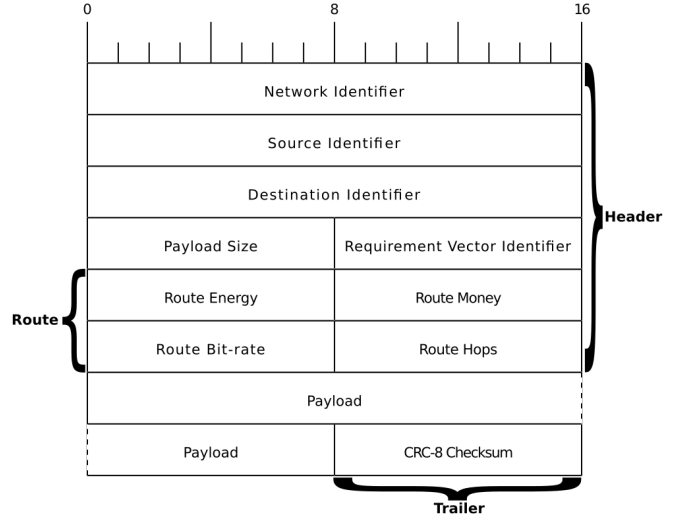 0 8 16
Network Identifier
Source Identifier
Destination Identifier
Header
Payload Size Requirement Vector Identifier
Route Energy Route Money
Route
Route Bit-rate Route Hops
Payload
Payload CRC-8 Checksum
Trailer